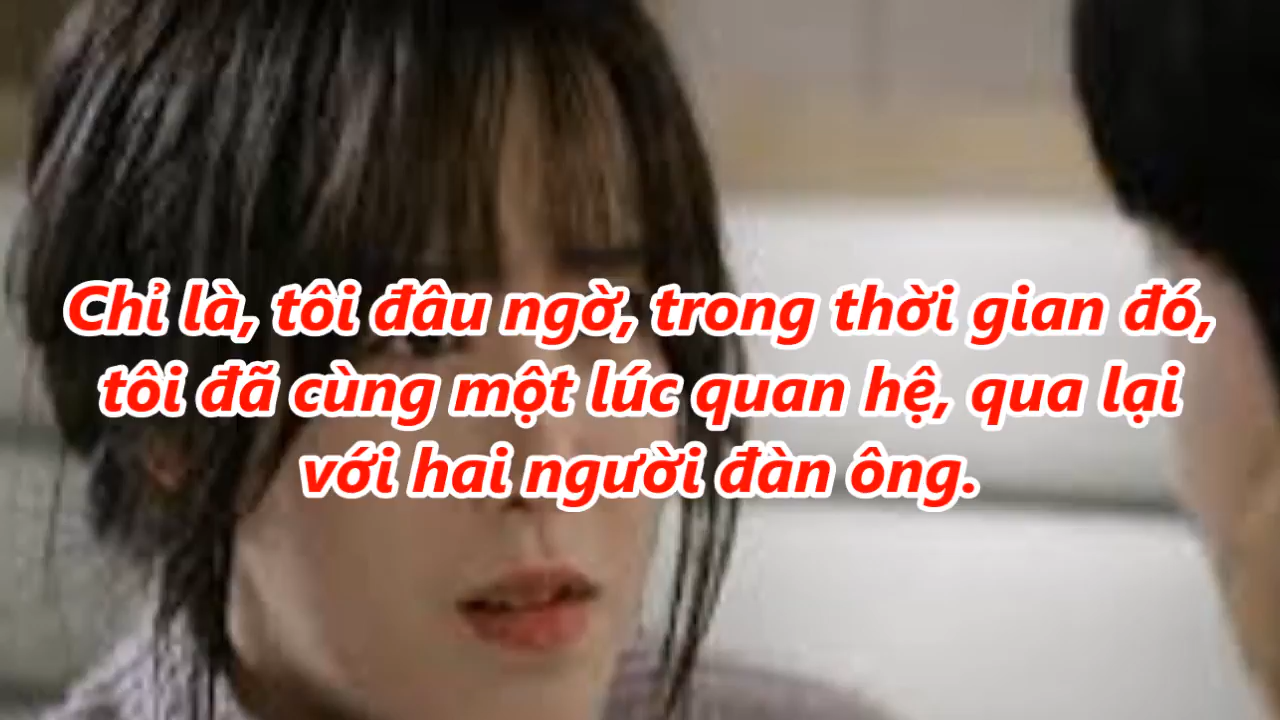 Chỉ là, tôi đâu ngờ, trong thời gian đó,
tôi đã cùng một lúc quan hệ, qua lại
với hai người đàn ông.